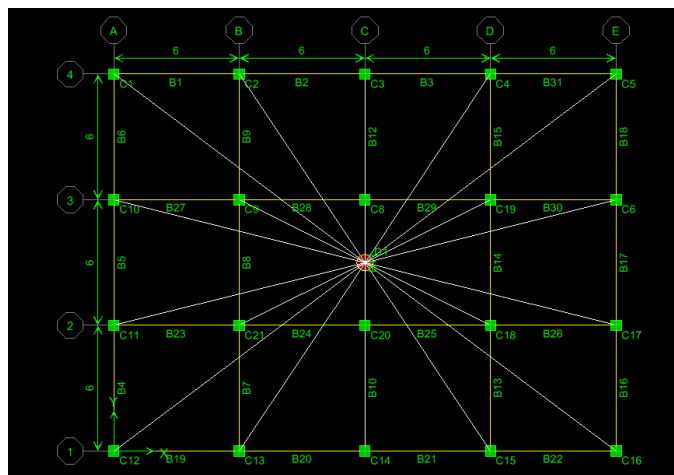 A B C D E
6 6 6 6
4
C1 B1 C2 B2 C3 B3 C4 B31 C5
6 B6 B9 B12 B15 B18
3
C10 B27 C9 B28 C8 B29 C19 B30 C6
D1
6 B5 B8 B14 B17
2
C11 B23 C21 B24 C20 B25 C18 B26 C17
6 B4 B7 B10 B13 B16
Y
1
X
C12 B19 C13 B20 C14 B21 C15 B22 C16